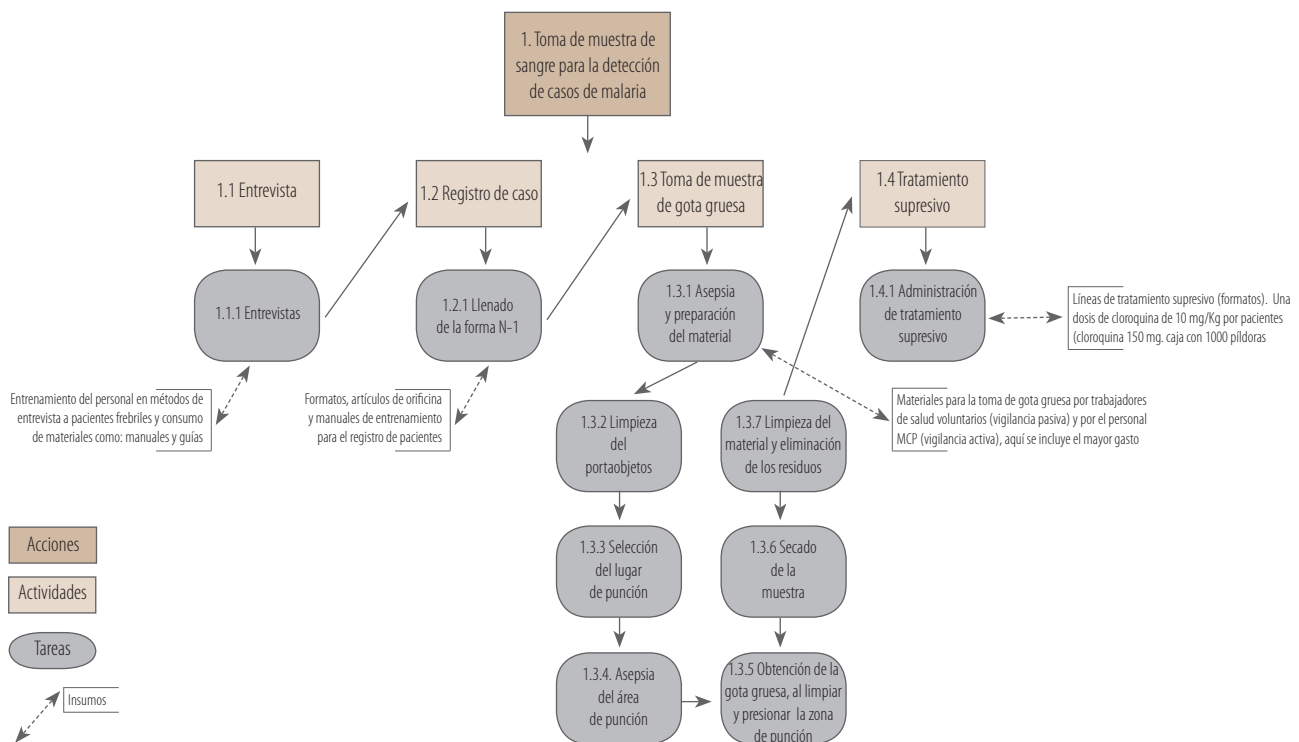 1. Toma de muestra de
sangre para la detección
de casos de malaria
1.1 Entrevista
1.2 Registro de caso
1.3 Toma de muestra
de gota gruesa
1.4 Tratamiento
supresivo
1.1.1 Entrevistas
1.2.1 Llenado
de la forma N-1
1.3.1 Asepsia
y preparación
del material
1.4.1 Administración
de tratamiento
supresivo
Líneas de tratamiento supresivo (formatos). Una
dosis de cloroquina de 10 mg/Kg por pacientes
(cloroquina 150 mg. caja con 1000 píldoras
Entrenamiento del personal en métodos de
entrevista a pacientes frebriles y consumo
de materiales como: manuales y guías
Formatos, artículos de orificina
y manuales de entrenamiento
para el registro de pacientes
Materiales para la toma de gota gruesa por trabajadores
de salud voluntarios (vigilancia pasiva) y por el personal
MCP (vigilancia activa), aquí se incluye el mayor gasto
1.3.2 Limpieza
del
portaobjetos
1.3.7 Limpieza del
material y eliminación
de los residuos
1.3.3 Selección
del lugar
de punción
1.3.6 Secado
de la
muestra
1.3.4. Asepsia
del área
de punción
1.3.5 Obtención de la
gota gruesa, al limpiar
y presionar la zona
de punción
Acciones
Actividades
Tareas
Insumos